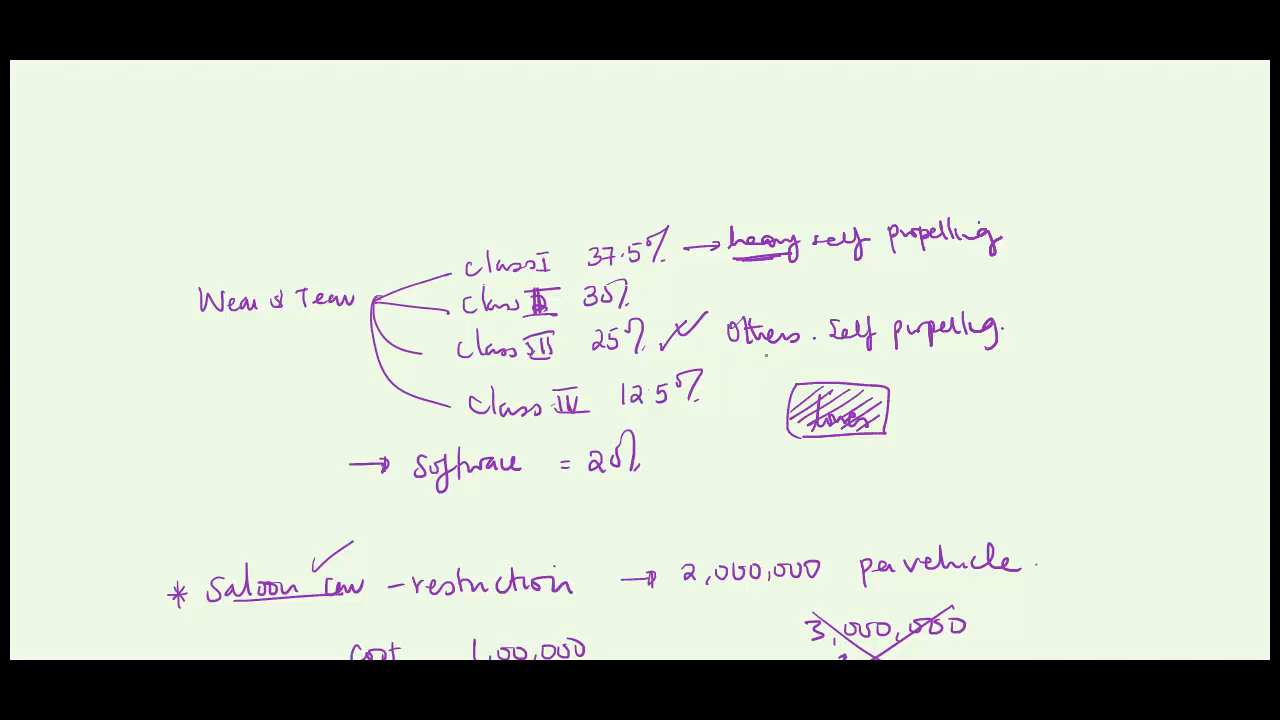 Class I 37.5% → heavy self propelling
Wear & Tear
Class II 30%
Class III 25% Others. Self propelling.
Class IV 12.5%
→ Software = 20%
* Saloon car - restriction → 2,000,000 per vehicle.
3,000,000
Cost 1,00,000